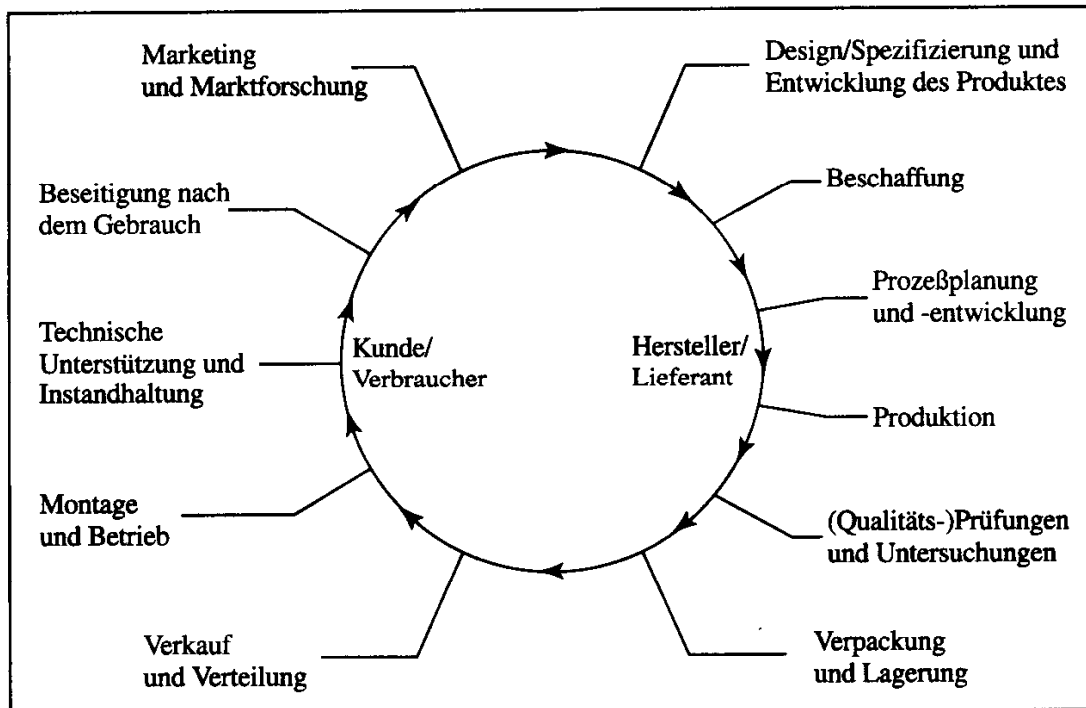 Marketing
und Marktforschung
Design/Spezifizierung und
Entwicklung des Produktes
Beschaffung
Prozeßplanung
und -entwicklung
Produktion
(Qualitäts-)Prüfungen
und Untersuchungen
Verpackung
und Lagerung
Verkauf
und Verteilung
Montage
und Betrieb
Technische
Unterstützung und
Instandhaltung
Beseitigung nach
dem Gebrauch
Kunde/
Verbraucher
Hersteller/
Lieferant